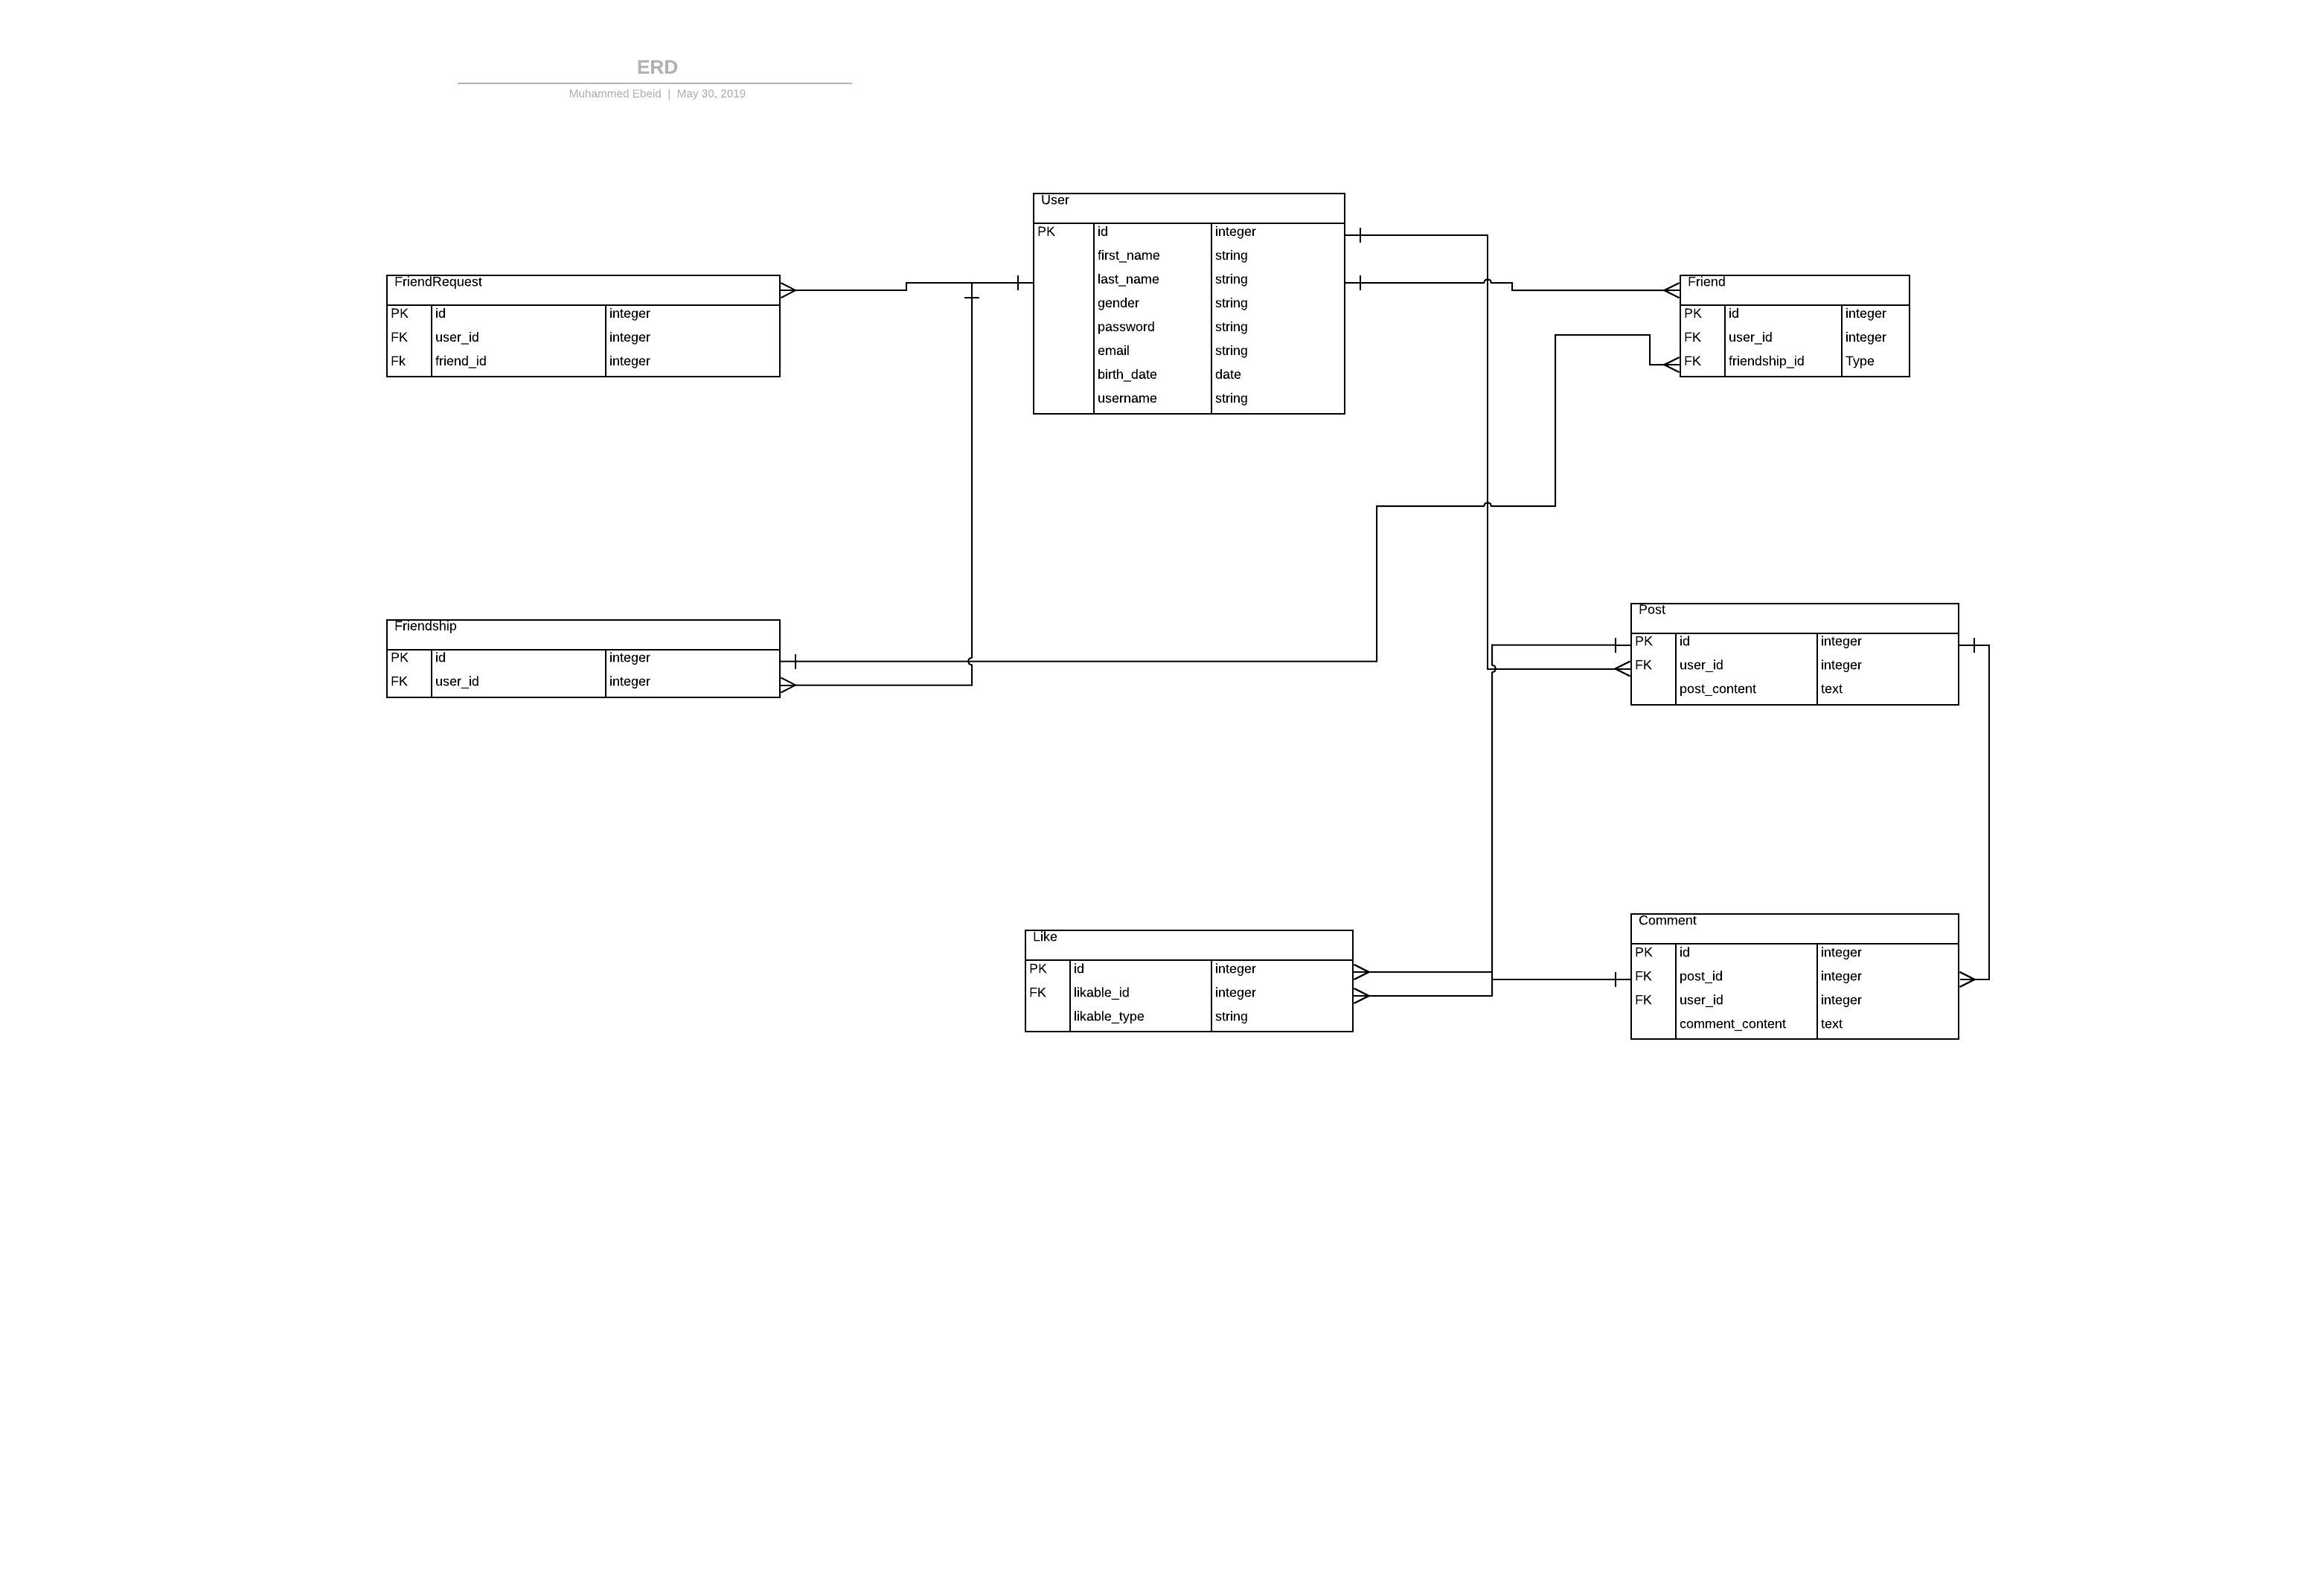 ERD
Muhammed Ebeid | May 30, 2019
User
PK id integer
first_name string
last_name string
gender string
password string
email string
birth_date date
username string
FriendRequest
PK id integer
FK user_id integer
Fk friend_id integer
Friend
PK id integer
FK user_id integer
FK friendship_id Type
Friendship
PK id integer
FK user_id integer
Post
PK id integer
FK user_id integer
post_content text
Like
PK id integer
FK likable_id integer
likable_type string
Comment
PK id integer
FK post_id integer
FK user_id integer
comment_content text